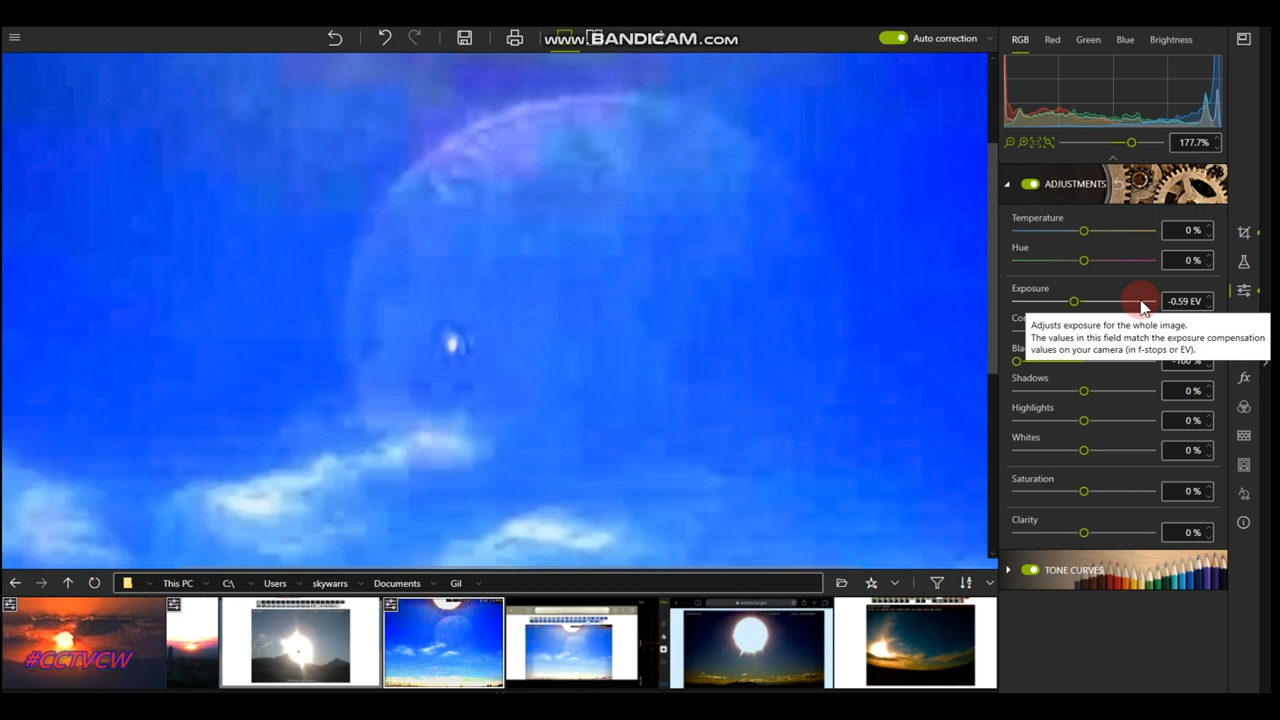 www.BANDICAM.com
Auto correction
RGB Red Green Blue Brightness
177.7%
ADJUSTMENTS
Temperature
0 %
Hue
0 %
Exposure
-0.59 EV
Adjusts exposure for the whole image.
The values in this field match the exposure compensation
values on your camera (in f-stops or EV).
-100 %
Shadows
0 %
Highlights
0 %
Whites
0 %
Saturation
0 %
Clarity
0 %
TONE CURVES
This PC C:\ Users skywarrs Documents Gil
#CCTVCW